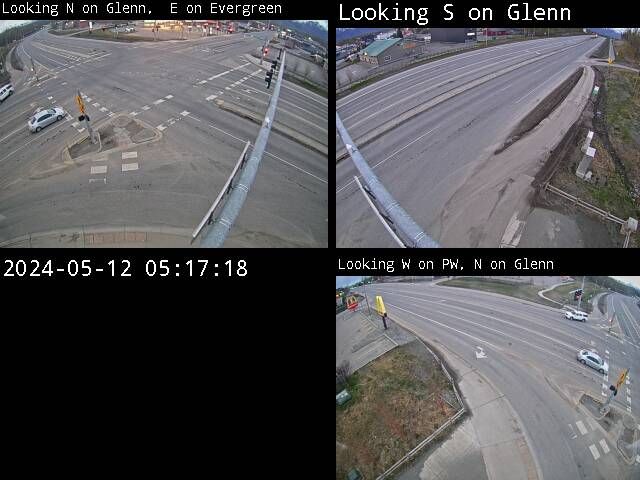 Looking N on Glenn, E on Evergreen
Looking S on Glenn
2024-05-12 05:17:18
Looking W on PW, N on Glenn